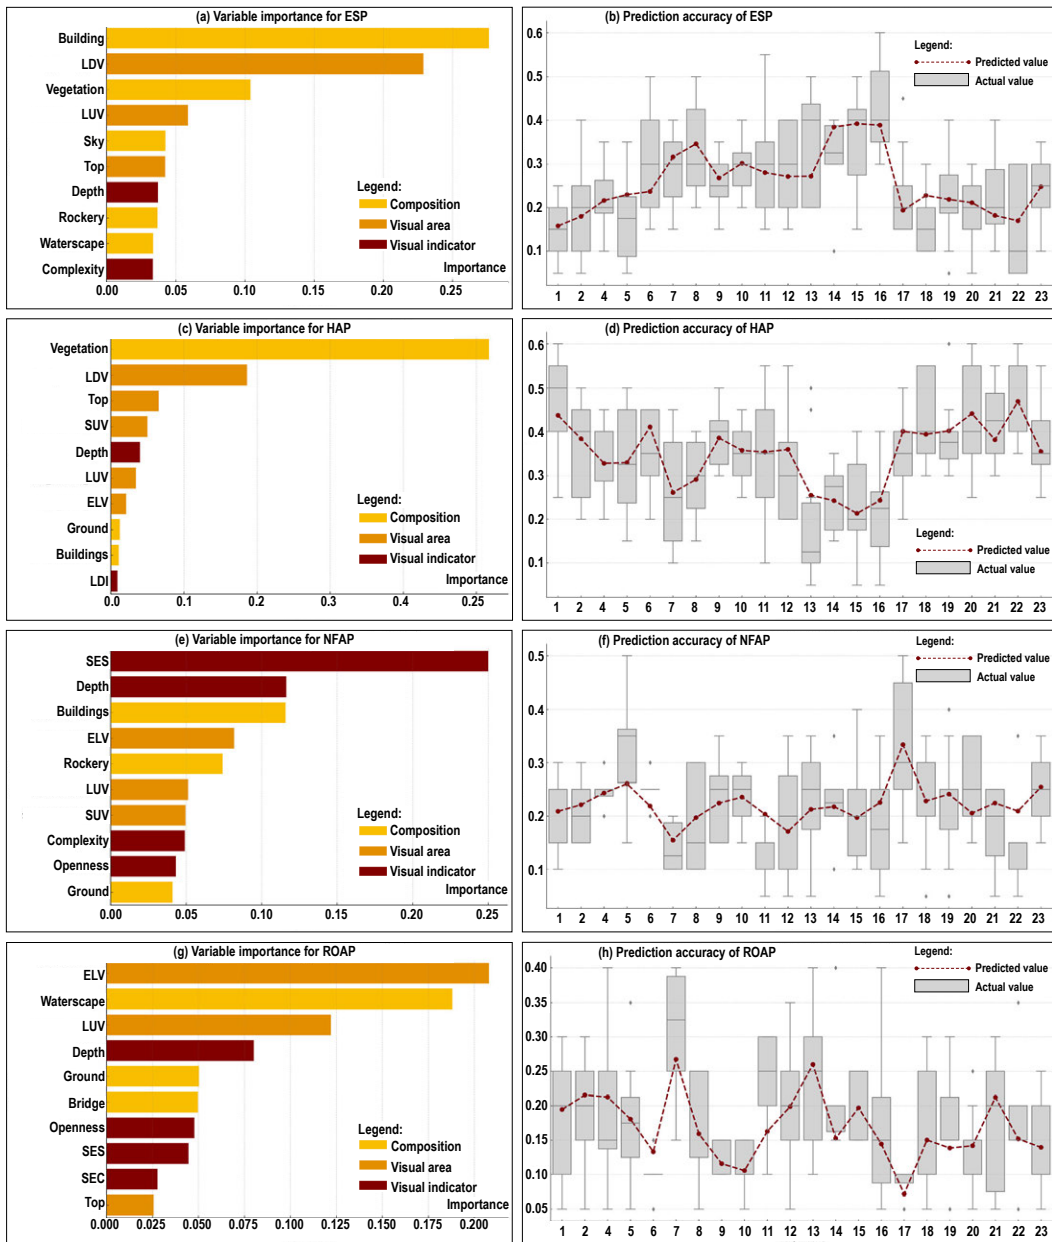 (a) Variable importance for ESP
Building
LDV
Vegetation
LUV
Sky
Top
Depth
Rockery
Waterscape
Complexity
Legend:
Composition
Visual area
Visual indicator
Importance
0.00 0.05 0.10 0.15 0.20 0.25
(b) Prediction accuracy of ESP
Legend:
Predicted value
Actual value
0.6
0.5
0.4
0.3
0.2
0.1
1 2 4 5 6 7 8 9 10 11 12 13 14 15 16 17 18 19 20 21 22 23
(c) Variable importance for HAP
Vegetation
LDV
Top
SUV
Depth
LUV
ELV
Ground
Buildings
LDI
Legend:
Composition
Visual area
Visual indicator
Importance
0.0 0.1 0.2 0.3 0.4 0.25
(d) Prediction accuracy of HAP
0.6
0.5
0.4
0.3
0.2
0.1
Legend:
Predicted value
Actual value
1 2 4 5 6 7 8 9 10 11 12 13 14 15 16 17 18 19 20 21 22 23
(e) Variable importance for NFAP
SES
Depth
Buildings
ELV
Rockery
LUV
SUV
Complexity
Openness
Ground
Legend:
Composition
Visual area
Visual indicator
Importance
0.00 0.05 0.10 0.15 0.20 0.25
(f) Prediction accuracy of NFAP
Legend:
Predicted value
Actual value
0.5
0.4
0.3
0.2
0.1
1 2 4 5 6 7 8 9 10 11 12 13 14 15 16 17 18 19 20 21 22 23
(g) Variable importance for ROAP
ELV
Waterscape
LUV
Depth
Ground
Bridge
Openness
SES
SEC
Top
Legend:
Composition
Visual area
Visual indicator
Importance
0.000 0.025 0.050 0.075 0.100 0.125 0.150 0.175 0.200
(h) Prediction accuracy of ROAP
Legend:
Predicted value
Actual value
0.40
0.35
0.30
0.25
0.20
0.15
0.10
0.05
1 2 4 5 6 7 8 9 10 11 12 13 14 15 16 17 18 19 20 21 22 23